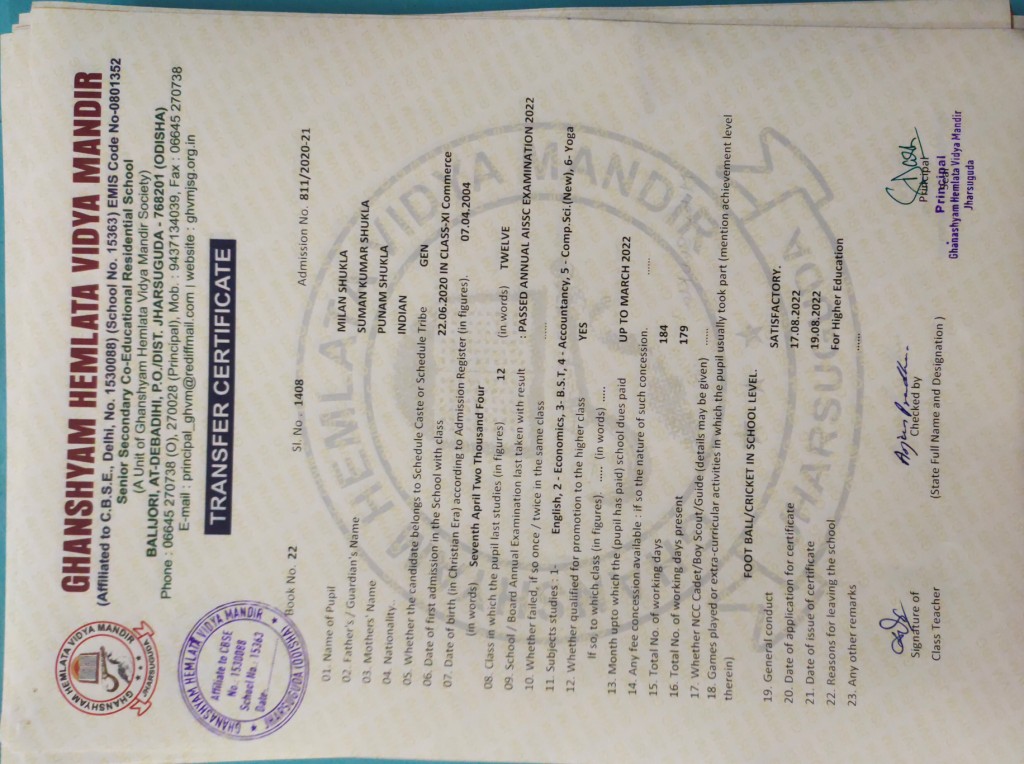 GHANSHYAM HEMLATA VIDYA MANDIR
(Affiliated to C.B.S.E., Delhi, No. 1530088) (School No. 15363) EMIS Code No-0801352
Senior Secondary Co-Educational Residential School
(A Unit of Ghanshyam Hemlata Vidya Mandir Society)
BALIJORI, AT-DEBADIHI, P.O./DIST. JHARSUGUDA - 768201 (ODISHA)
Phone : 06645 270738 (O), 270028 (Principal), Mob. : 9437134039, Fax : 06645 270738
E-mail : principal_ghvm@rediffmail.com | website : ghvmjsg.org.in
GHANSHYAM HEMLATA VIDYA MANDIR
GHANASHYAM HEMLATA VIDYA MANDIR
Affiliate to CBSE
No. 1530088
School No. 15363
Date
TRANSFER CERTIFICATE
Book No. 22 Sl. No. 1408 Admission No. 811/2020-21
01. Name of Pupil MILAN SHUKLA
02. Father's / Guardian's Name SUMAN KUMAR SHUKLA
03 Mothers' Name PUNAM SHUKLA
04. Nationality.. INDIAN
05. Whether the candidate belongs to Schedule Caste or Schedule Tribe GEN
06. Date of first admission in the School with class 22.06.2020 IN CLASS-XI Commerce
07. Date of birth (in Christian Era) according to Admission Register (in figures). 07.04.2004
(in words) Seventh April Two Thousand Four
08. Class in which the pupil last studies (in figures) 12 (in words) TWELVE
09. School / Board Annual Examination last taken with result : PASSED ANNUAL AISSC EXAMINATION 2022
10. Whether failed, if so once / twice in the same class ......
11. Subjects studies : 1- English, 2 - Economics, 3- B.S.T, 4 - Accountancy, 5 - Comp.Sci.(New), 6- Yoga
12. Whether qualified for promotion to the higher class YES
If so, to which class (in figures) ...... (in words) ......
13. Month upto which the (pupil has paid) school dues paid UP TO MARCH 2022
14. Any fee concession available : if so the nature of such concession. ......
15. Total No. of working days 184
16 Total No. of working days present 179
17. Whether NCC Cadet/Boy Scout/Guide (details may be given) ......
18. Games played or extra-curricular activities in which the pupil usually took part (mention achievement level
therein) FOOT BALL/CRICKET IN SCHOOL LEVEL.
19. General conduct SATISFACTORY.
20. Date of application for certificate 17.08.2022
21. Date of issue of certificate 19.08.2022
22. Reasons for leaving the school For Higher Education
23. Any other remarks ......
Signature of Checked by Principal
Class Teacher (State Full Name and Designation )
Principal
Ghanashyam Hemlata Vidya Mandir
Jharsuguda